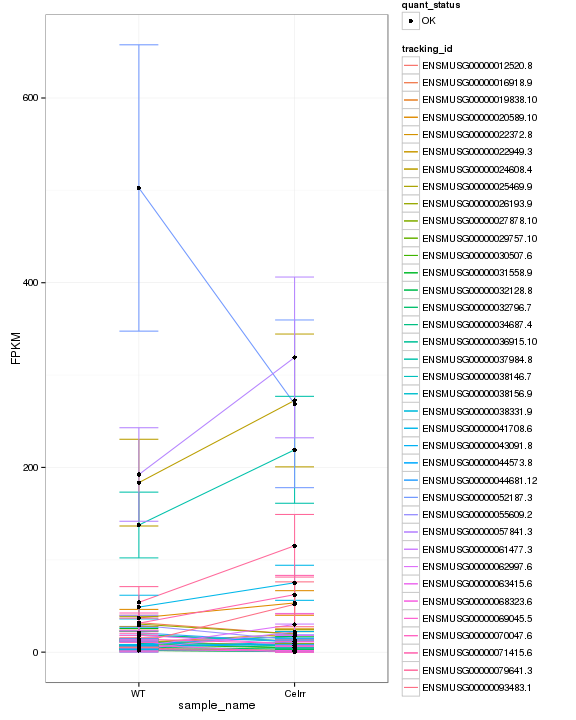 quant_status
OK
tracking_id
ENSMUSG00000012520.8
ENSMUSG00000016918.9
ENSMUSG00000019838.10
ENSMUSG00000020589.10
ENSMUSG00000022372.8
ENSMUSG00000022949.3
ENSMUSG00000024608.4
ENSMUSG00000025469.9
ENSMUSG00000026193.9
ENSMUSG00000027878.10
ENSMUSG00000029757.10
ENSMUSG00000030507.6
ENSMUSG00000031558.9
ENSMUSG00000032128.8
ENSMUSG00000032796.7
ENSMUSG00000034687.4
ENSMUSG00000036915.10
ENSMUSG00000037984.8
ENSMUSG00000038146.7
ENSMUSG00000038156.9
ENSMUSG00000038331.9
ENSMUSG00000041708.6
ENSMUSG00000043091.8
ENSMUSG00000044573.8
ENSMUSG00000044681.12
ENSMUSG00000052187.3
ENSMUSG00000055609.2
ENSMUSG00000057841.3
ENSMUSG00000061477.3
ENSMUSG00000062997.6
ENSMUSG00000063415.6
ENSMUSG00000068323.6
ENSMUSG00000069045.5
ENSMUSG00000070047.6
ENSMUSG00000071415.6
ENSMUSG00000079641.3
ENSMUSG00000093483.1
600
400
200
0
FPKM
WT
Celrr
sample_name